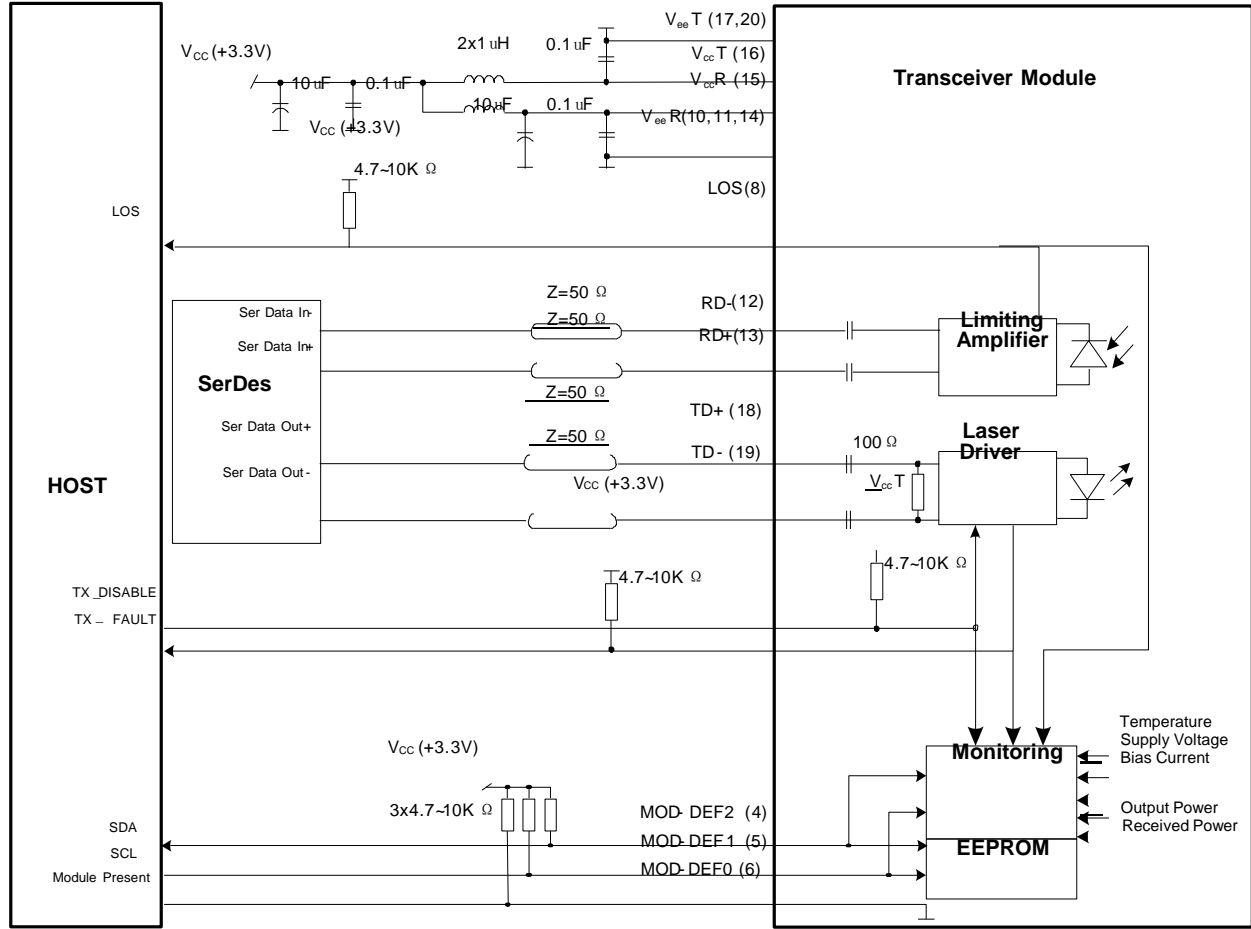 VeeT (17,20)
2x1 uH
0.1 uF
VCC (+3.3V)
VccT (16)
10 uF
0.1 uF
VccR (15)
Transceiver Module
10 uF
0.1 uF
VeeR(10,11,14)
VCC (+3.3V)
4.7~10K Ω
LOS(8)
LOS
Z=50 Ω
RD-(12)
Ser Data In-
Z=50 Ω
RD+(13)
Limiting
Amplifier
Ser Data In+
SerDes
Z=50 Ω
TD+ (18)
Ser Data Out+
Z=50 Ω
TD- (19)
100 Ω
Laser
Driver
Ser Data Out-
HOST
VCC (+3.3V)
VccT
4.7~10K Ω
4.7~10K Ω
TX _DISABLE
TX _ FAULT
Temperature
Supply Voltage
Bias Current
VCC (+3.3V)
Monitoring
3x4.7~10K Ω
MOD- DEF2 (4)
Output Power
Received Power
SDA
MOD- DEF1 (5)
EEPROM
SCL
MOD- DEF0 (6)
Module Present